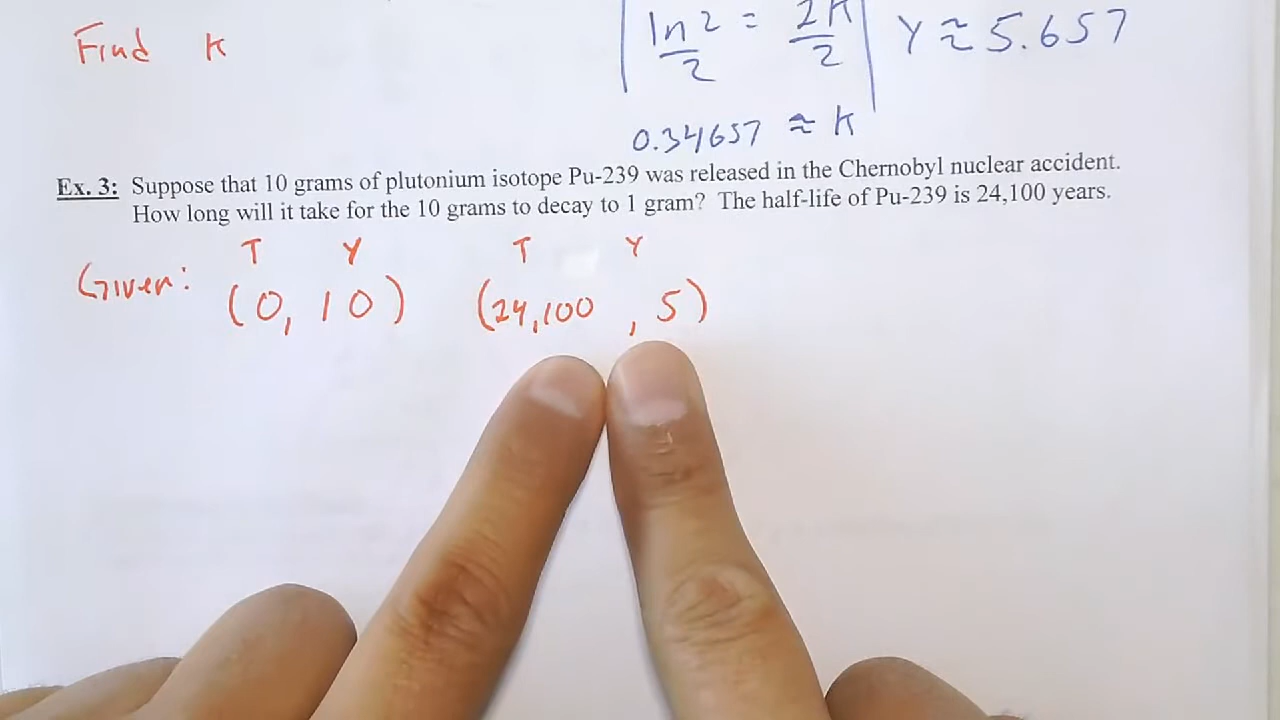 Find K
ln 2 = 2K
2 2
Y ≈ 5.657
0.34657 ≈ K
Ex. 3: Suppose that 10 grams of plutonium isotope Pu-239 was released in the Chernobyl nuclear accident.
How long will it take for the 10 grams to decay to 1 gram? The half-life of Pu-239 is 24,100 years.
T Y T Y
Given: (0, 10) (24,100 , 5)